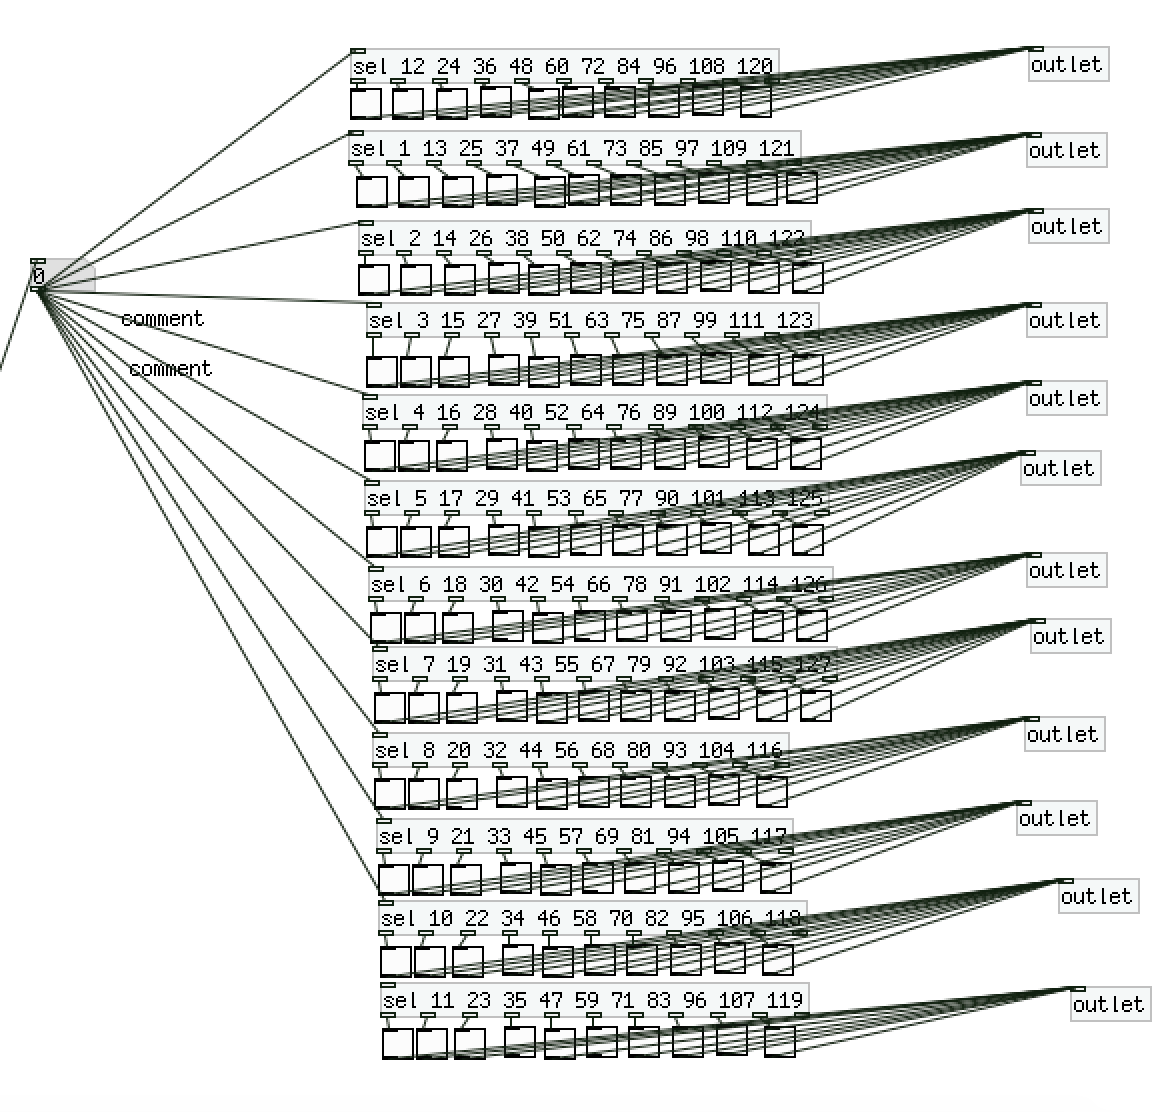 sel 12 24 36 48 60 72 84 96 108 120
outlet
sel 1 13 25 37 49 61 73 85 97 109 121
outlet
sel 2 14 26 38 50 62 74 86 98 110 122
outlet
0
comment
sel 3 15 27 39 51 63 75 87 99 111 123
outlet
comment
sel 4 16 28 40 52 64 76 89 100 112 124
outlet
sel 5 17 29 41 53 65 77 90 101 113 125
outlet
sel 6 18 30 42 54 66 78 91 102 114 126
outlet
sel 7 19 31 43 55 67 79 92 103 115 127
outlet
sel 8 20 32 44 56 68 80 93 104 116
outlet
sel 9 21 33 45 57 69 81 94 105 117
outlet
sel 10 22 34 46 58 70 82 95 106 118
outlet
sel 11 23 35 47 59 71 83 96 107 119
outlet